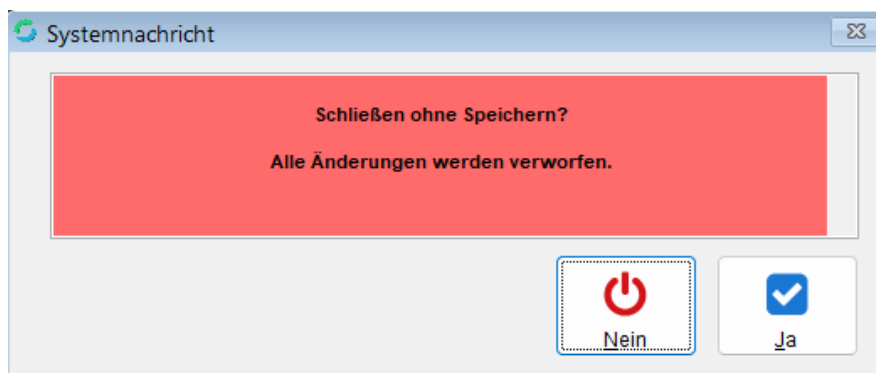 Systemnachricht
Schließen ohne Speichern?
Alle Änderungen werden verworfen.
Nein
Ja